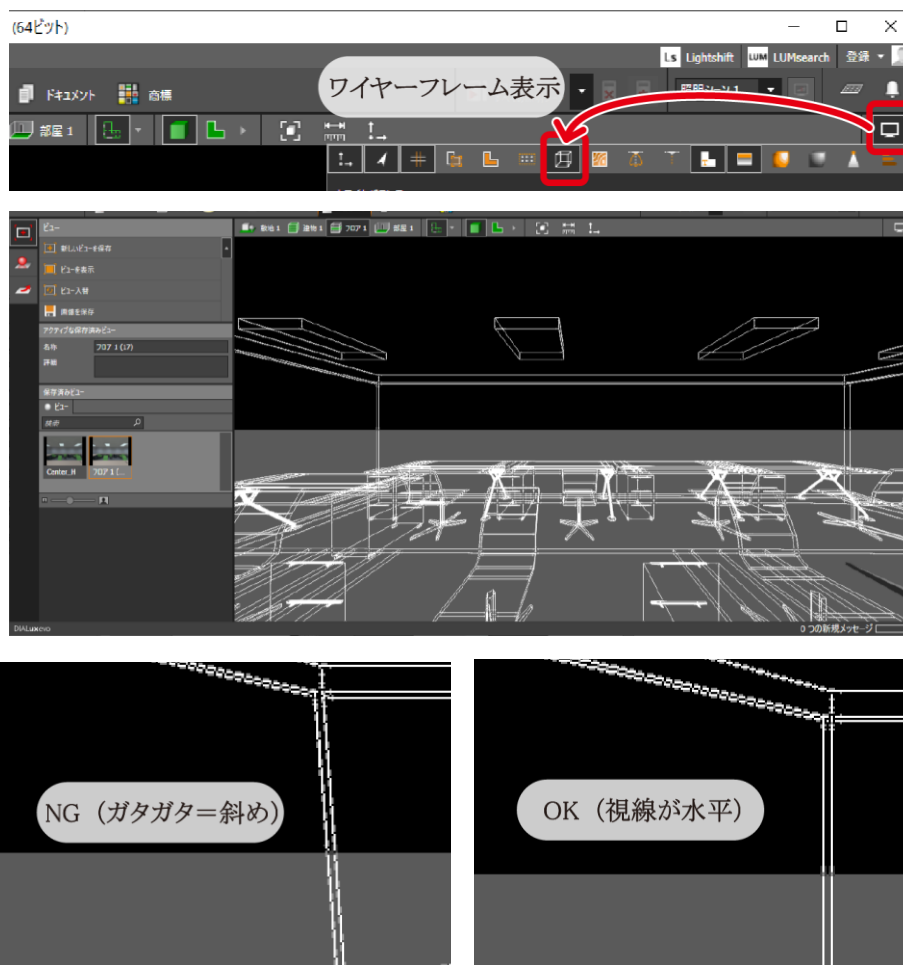 (64ビット)
Ls Lightshift LUM LUMsearch 登録
ドキュメント 商標
ワイヤーフレーム表示
照明シーン 1
部屋 1
ビュー
敷地 1 建物 1 フロア 1 部屋 1
新しいビューを保存
ビューを表示
ビュー入替
画像を保存
アクティブな保存済みビュー
名称 フロア 1 (17)
詳細
保存済みビュー
ビュー
検索
Center_H フロア 1 (...
DIALux evo
0 つの新規メッセージ
NG（ガタガタ＝斜め）
OK（視線が水平）